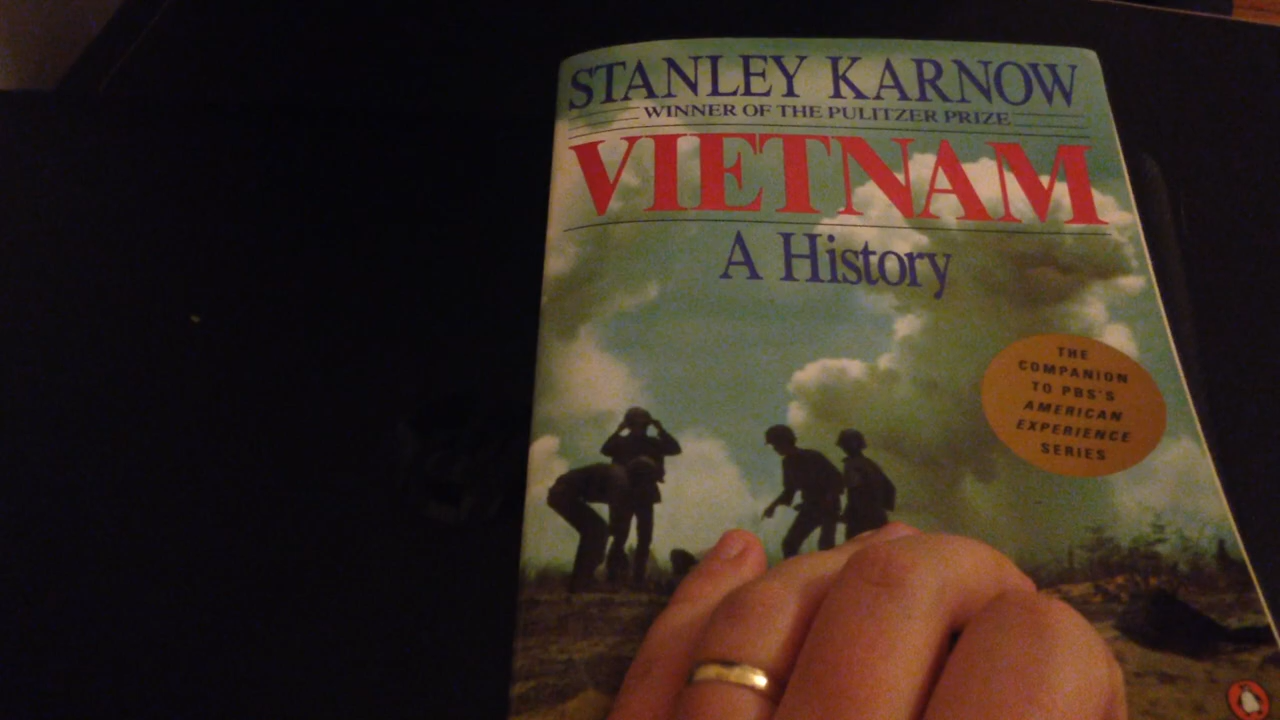 STANLEY KARNOW
WINNER OF THE PULITZER PRIZE
VIETNAM
A History
THE
COMPANION
TO PBS'S
AMERICAN
EXPERIENCE
SERIES